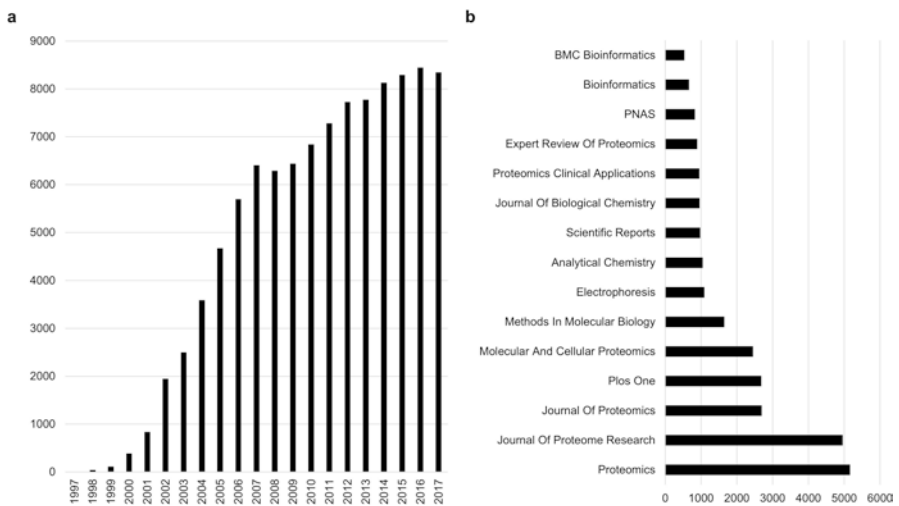 a
9000
8000
7000
6000
5000
4000
3000
2000
1000
0
1997 1998 1999 2000 2001 2002 2003 2004 2005 2006 2007 2008 2009 2010 2011 2012 2013 2014 2015 2016 2017
b
BMC Bioinformatics
Bioinformatics
PNAS
Expert Review Of Proteomics
Proteomics Clinical Applications
Journal Of Biological Chemistry
Scientific Reports
Analytical Chemistry
Electrophoresis
Methods In Molecular Biology
Molecular And Cellular Proteomics
Plos One
Journal Of Proteomics
Journal Of Proteome Research
Proteomics
0 1000 2000 3000 4000 5000 6000